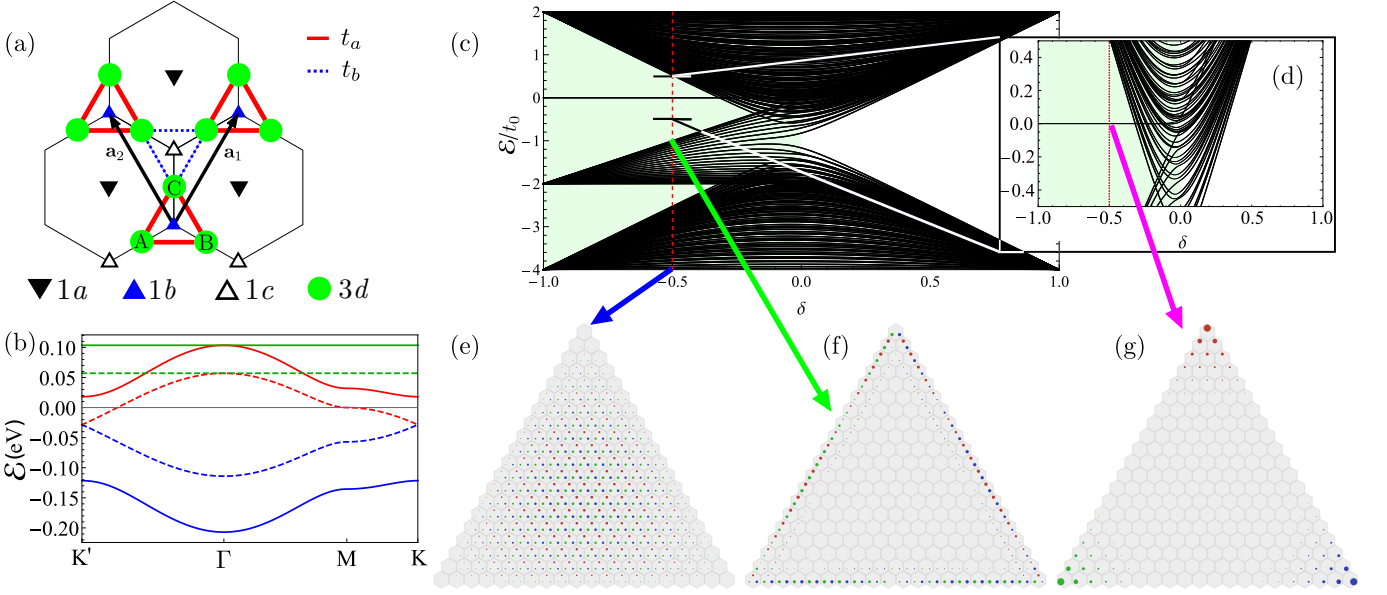 (a)
t_a
t_b
a_2
a_1
C
A
B
1a
1b
1c
3d
(b)
0.10
0.05
0.00
−0.05
−0.10
−0.15
−0.20
ℰ(eV)
K'
Γ
M
K
(c)
2
1
0
−1
−2
−3
−4
ℰ/t_0
−1.0
−0.5
0.0
0.5
1.0
δ
(d)
0.4
0.2
0.0
−0.2
−0.4
−1.0
−0.5
0.0
0.5
1.0
δ
(e)
(f)
(g)